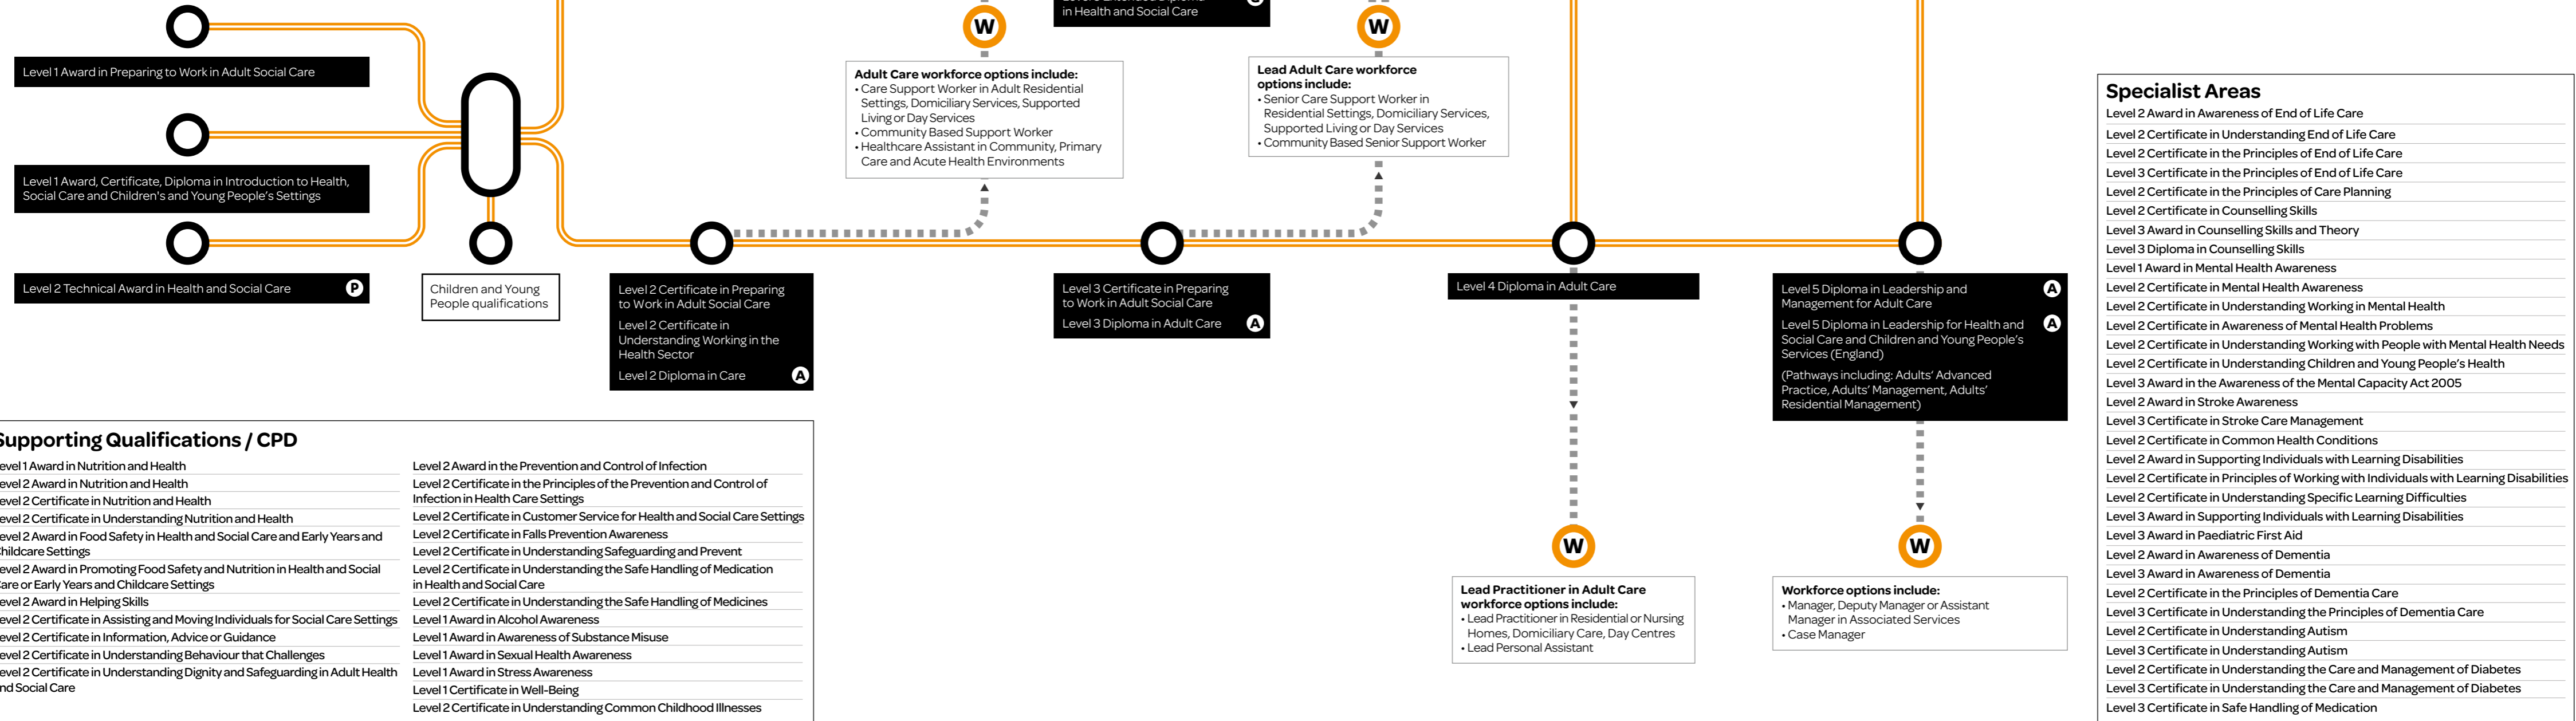 in Health and Social Care
W
W
Level 1 Award in Preparing to Work in Adult Social Care
Level 1 Award, Certificate, Diploma in Introduction to Health,
Social Care and Children's and Young People's Settings
Level 2 Technical Award in Health and Social Care
P
Children and Young
People qualifications
Adult Care workforce options include:
• Care Support Worker in Adult Residential
Settings, Domiciliary Services, Supported
Living or Day Services
• Community Based Support Worker
• Healthcare Assistant in Community, Primary
Care and Acute Health Environments
Lead Adult Care workforce
options include:
• Senior Care Support Worker in
Residential Settings, Domiciliary Services,
Supported Living or Day Services
• Community Based Senior Support Worker
Level 2 Certificate in Preparing
to Work in Adult Social Care
Level 2 Certificate in
Understanding Working in the
Health Sector
Level 2 Diploma in Care
A
Level 3 Certificate in Preparing
to Work in Adult Social Care
Level 3 Diploma in Adult Care
A
Level 4 Diploma in Adult Care
Level 5 Diploma in Leadership and
Management for Adult Care
A
Level 5 Diploma in Leadership for Health and
Social Care and Children and Young People's
Services (England)
A
(Pathways including: Adults' Advanced
Practice, Adults' Management, Adults'
Residential Management)
W
W
Lead Practitioner in Adult Care
workforce options include:
• Lead Practitioner in Residential or Nursing
Homes, Domiciliary Care, Day Centres
• Lead Personal Assistant
Workforce options include:
• Manager, Deputy Manager or Assistant
Manager in Associated Services
• Case Manager
Supporting Qualifications / CPD
evel 1 Award in Nutrition and Health
evel 2 Award in Nutrition and Health
evel 2 Certificate in Nutrition and Health
evel 2 Certificate in Understanding Nutrition and Health
evel 2 Award in Food Safety in Health and Social Care and Early Years and
hildcare Settings
evel 2 Award in Promoting Food Safety and Nutrition in Health and Social
are or Early Years and Childcare Settings
evel 2 Award in Helping Skills
evel 2 Certificate in Assisting and Moving Individuals for Social Care Settings
evel 2 Certificate in Information, Advice or Guidance
evel 2 Certificate in Understanding Behaviour that Challenges
evel 2 Certificate in Understanding Dignity and Safeguarding in Adult Health
nd Social Care
Level 2 Award in the Prevention and Control of Infection
Level 2 Certificate in the Principles of the Prevention and Control of
Infection in Health Care Settings
Level 2 Certificate in Customer Service for Health and Social Care Settings
Level 2 Certificate in Falls Prevention Awareness
Level 2 Certificate in Understanding Safeguarding and Prevent
Level 2 Certificate in Understanding the Safe Handling of Medication
in Health and Social Care
Level 2 Certificate in Understanding the Safe Handling of Medicines
Level 1 Award in Alcohol Awareness
Level 1 Award in Awareness of Substance Misuse
Level 1 Award in Sexual Health Awareness
Level 1 Award in Stress Awareness
Level 1 Certificate in Well-Being
Level 2 Certificate in Understanding Common Childhood Illnesses
Specialist Areas
Level 2 Award in Awareness of End of Life Care
Level 2 Certificate in Understanding End of Life Care
Level 2 Certificate in the Principles of End of Life Care
Level 3 Certificate in the Principles of End of Life Care
Level 2 Certificate in the Principles of Care Planning
Level 2 Certificate in Counselling Skills
Level 3 Award in Counselling Skills and Theory
Level 3 Diploma in Counselling Skills
Level 1 Award in Mental Health Awareness
Level 2 Certificate in Mental Health Awareness
Level 2 Certificate in Understanding Working in Mental Health
Level 2 Certificate in Awareness of Mental Health Problems
Level 2 Certificate in Understanding Working with People with Mental Health Needs
Level 2 Certificate in Understanding Children and Young People's Health
Level 3 Award in the Awareness of the Mental Capacity Act 2005
Level 2 Award in Stroke Awareness
Level 3 Certificate in Stroke Care Management
Level 2 Certificate in Common Health Conditions
Level 2 Award in Supporting Individuals with Learning Disabilities
Level 2 Certificate in Principles of Working with Individuals with Learning Disabilities
Level 2 Certificate in Understanding Specific Learning Difficulties
Level 3 Award in Supporting Individuals with Learning Disabilities
Level 3 Award in Paediatric First Aid
Level 2 Award in Awareness of Dementia
Level 3 Award in Awareness of Dementia
Level 2 Certificate in the Principles of Dementia Care
Level 3 Certificate in Understanding the Principles of Dementia Care
Level 2 Certificate in Understanding Autism
Level 3 Certificate in Understanding Autism
Level 2 Certificate in Understanding the Care and Management of Diabetes
Level 3 Certificate in Understanding the Care and Management of Diabetes
Level 3 Certificate in Safe Handling of Medication